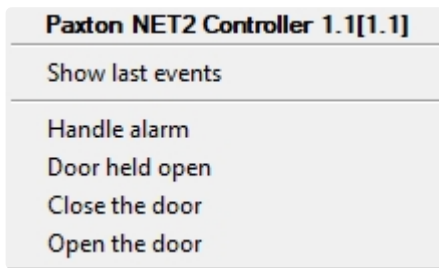 Paxton NET2 Controller 1.1[1.1]
Show last events
Handle alarm
Door held open
Close the door
Open the door